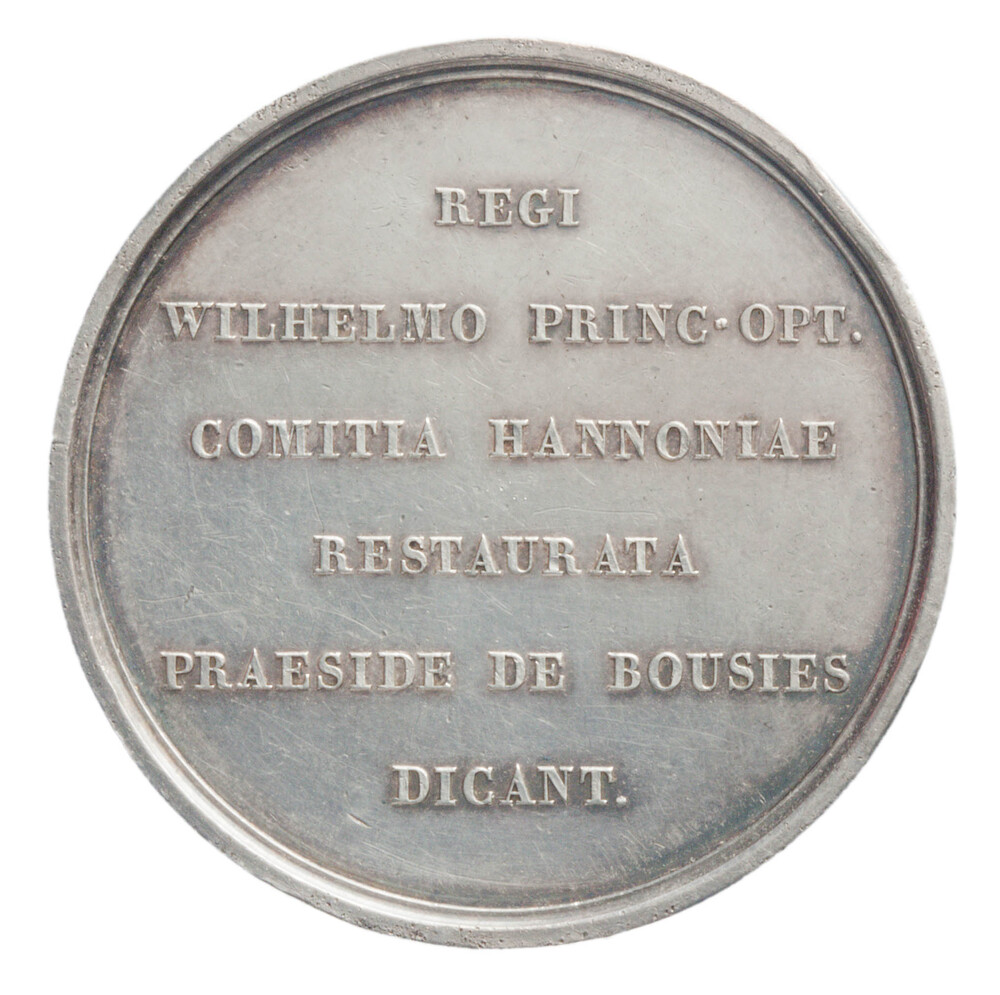 REGI
WILHELMO PRINC·OPT.
COMITIA HANNONIAE
RESTAURATA
PRAESIDE DE BOUSIES
DICANT.